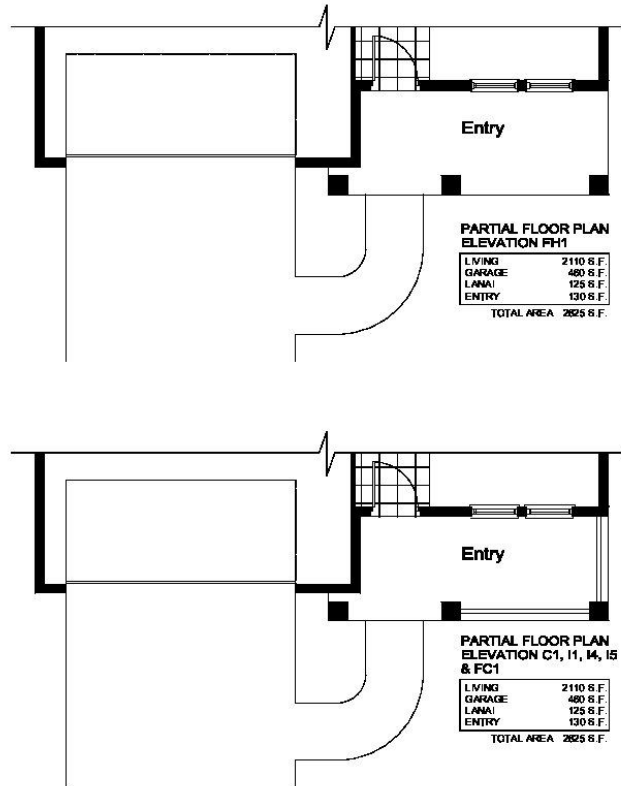 Entry
PARTIAL FLOOR PLAN
ELEVATION FH1
LIVING 2110 S.F.
GARAGE 460 S.F.
LANAI 125 S.F.
ENTRY 130 S.F.
TOTAL AREA 2825 S.F.
Entry
PARTIAL FLOOR PLAN
ELEVATION C1, I1, I4, I5
& FC1
LIVING 2110 S.F.
GARAGE 460 S.F.
LANAI 125 S.F.
ENTRY 130 S.F.
TOTAL AREA 2825 S.F.